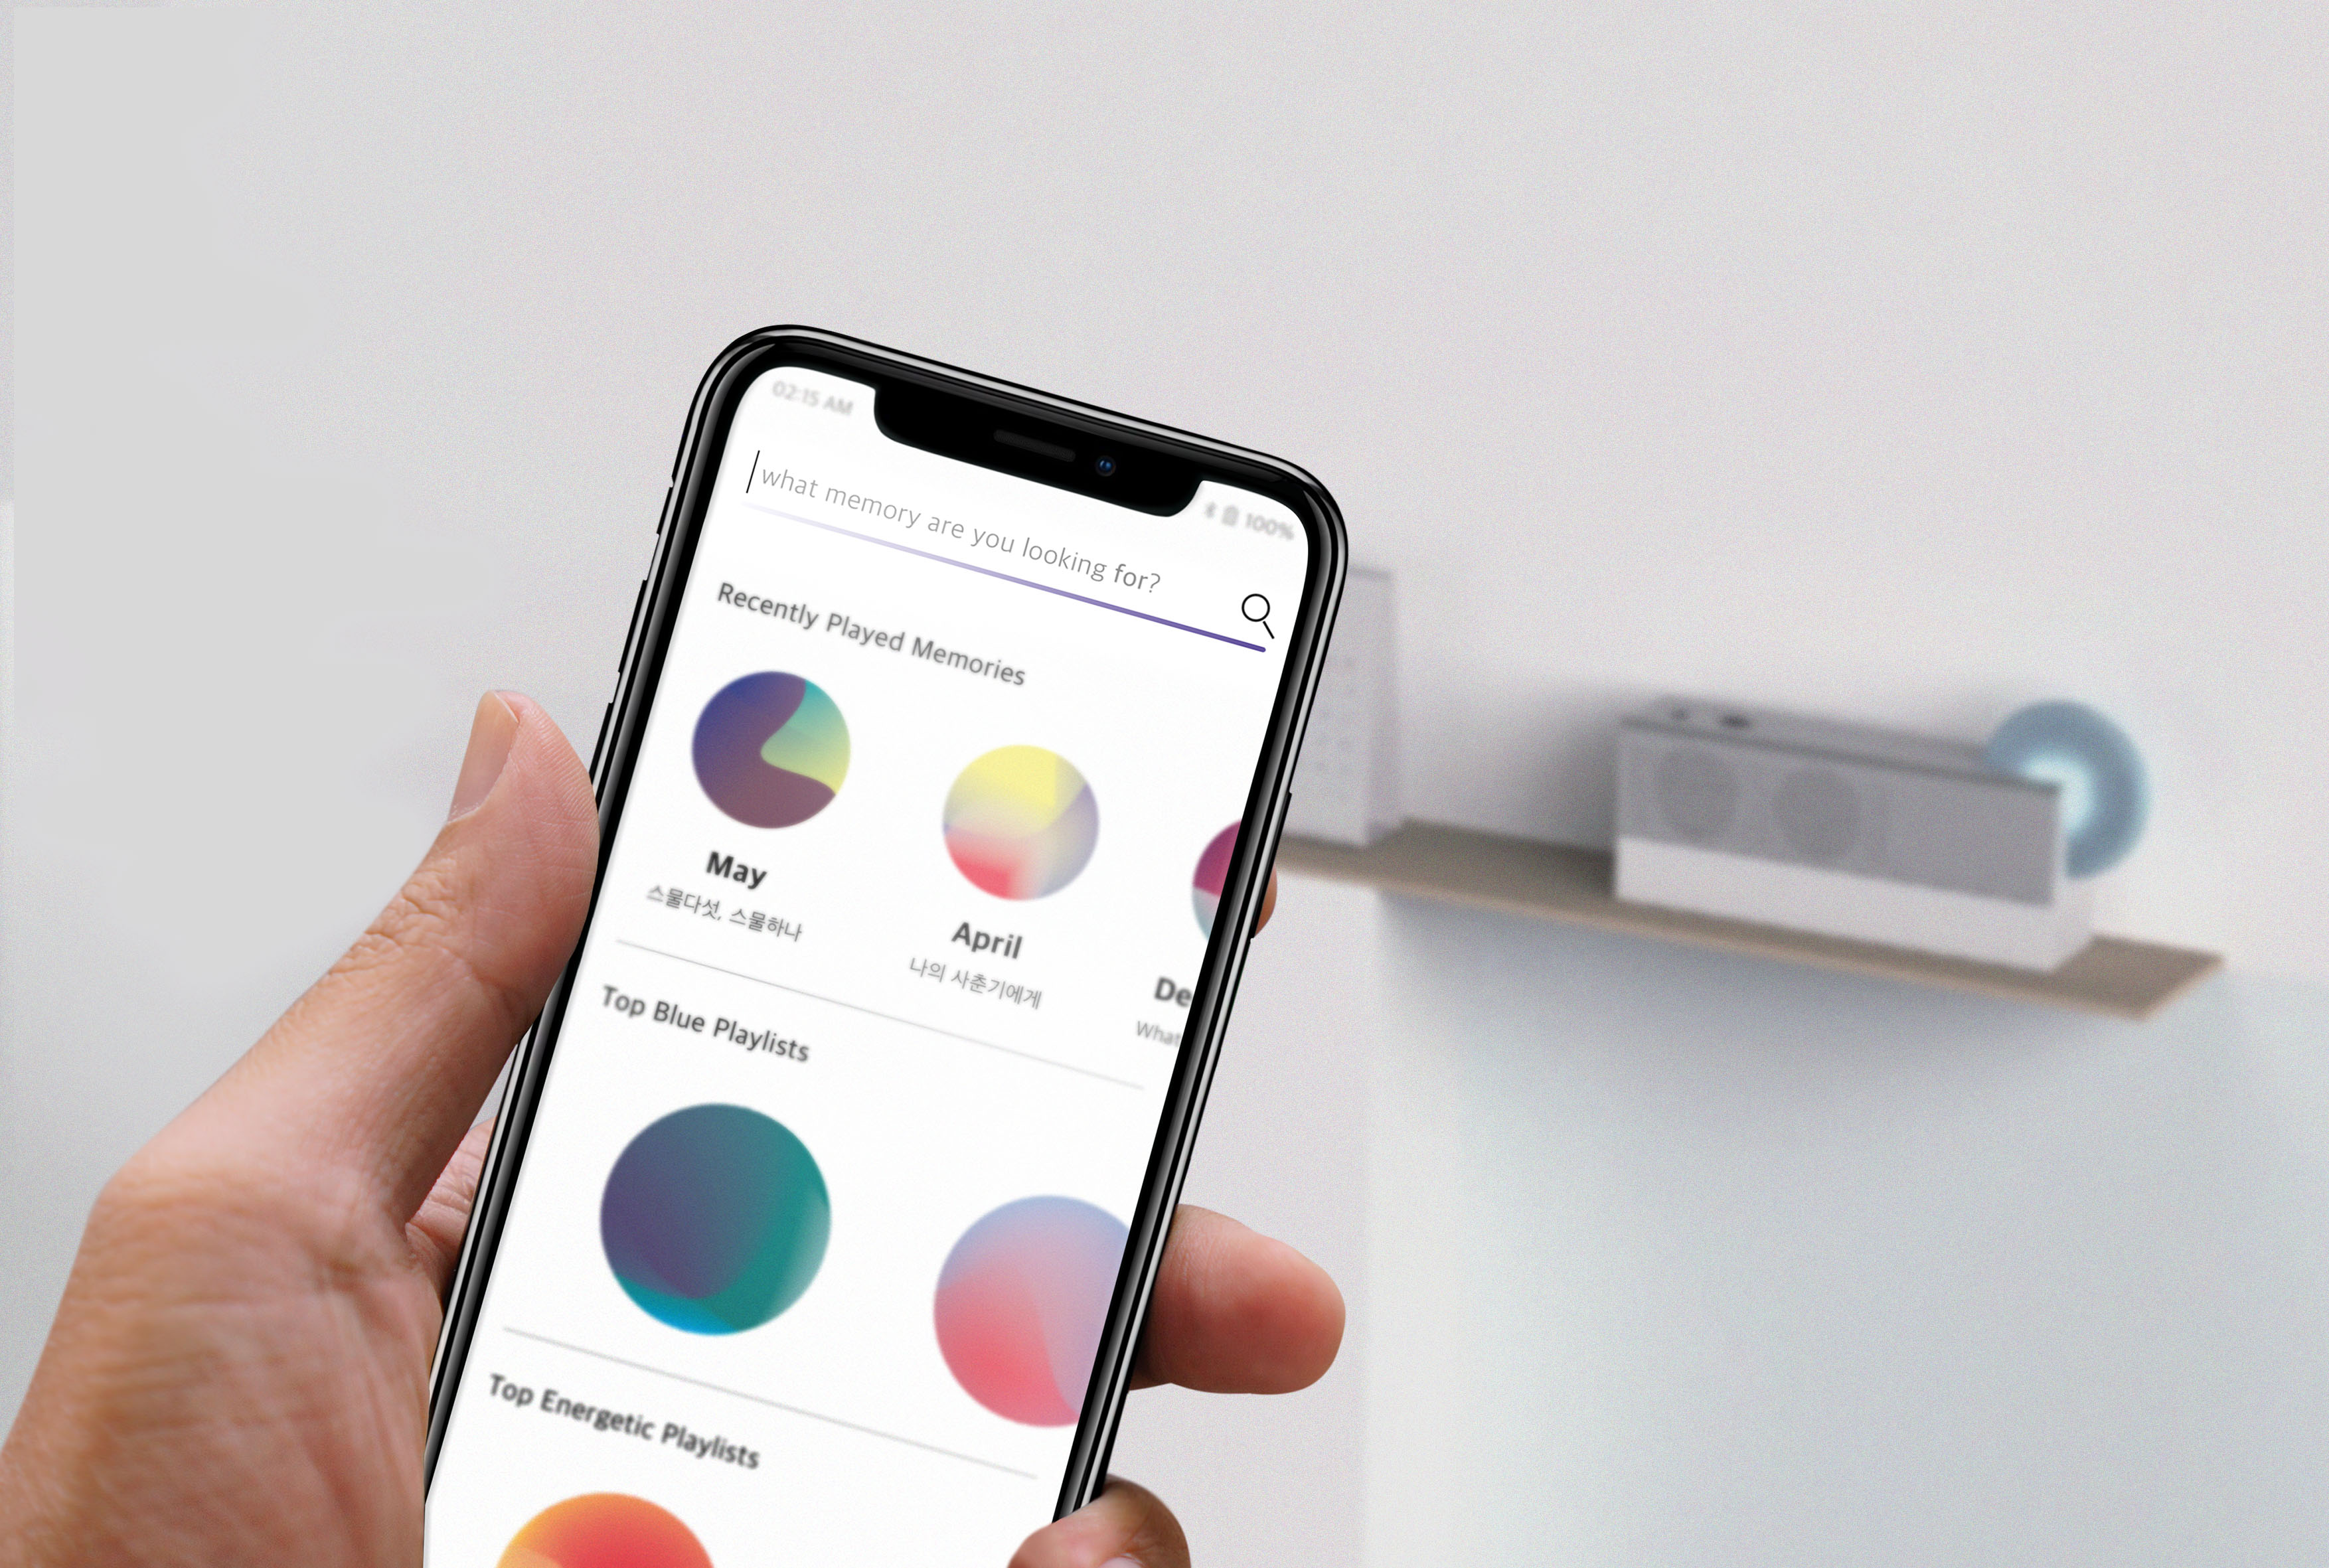 02:15 AM
100%
what memory are you looking for?
Recently Played Memories
May
스물다섯, 스물하나
April
나의 사춘기에게
De
What
Top Blue Playlists
Top Energetic Playlists